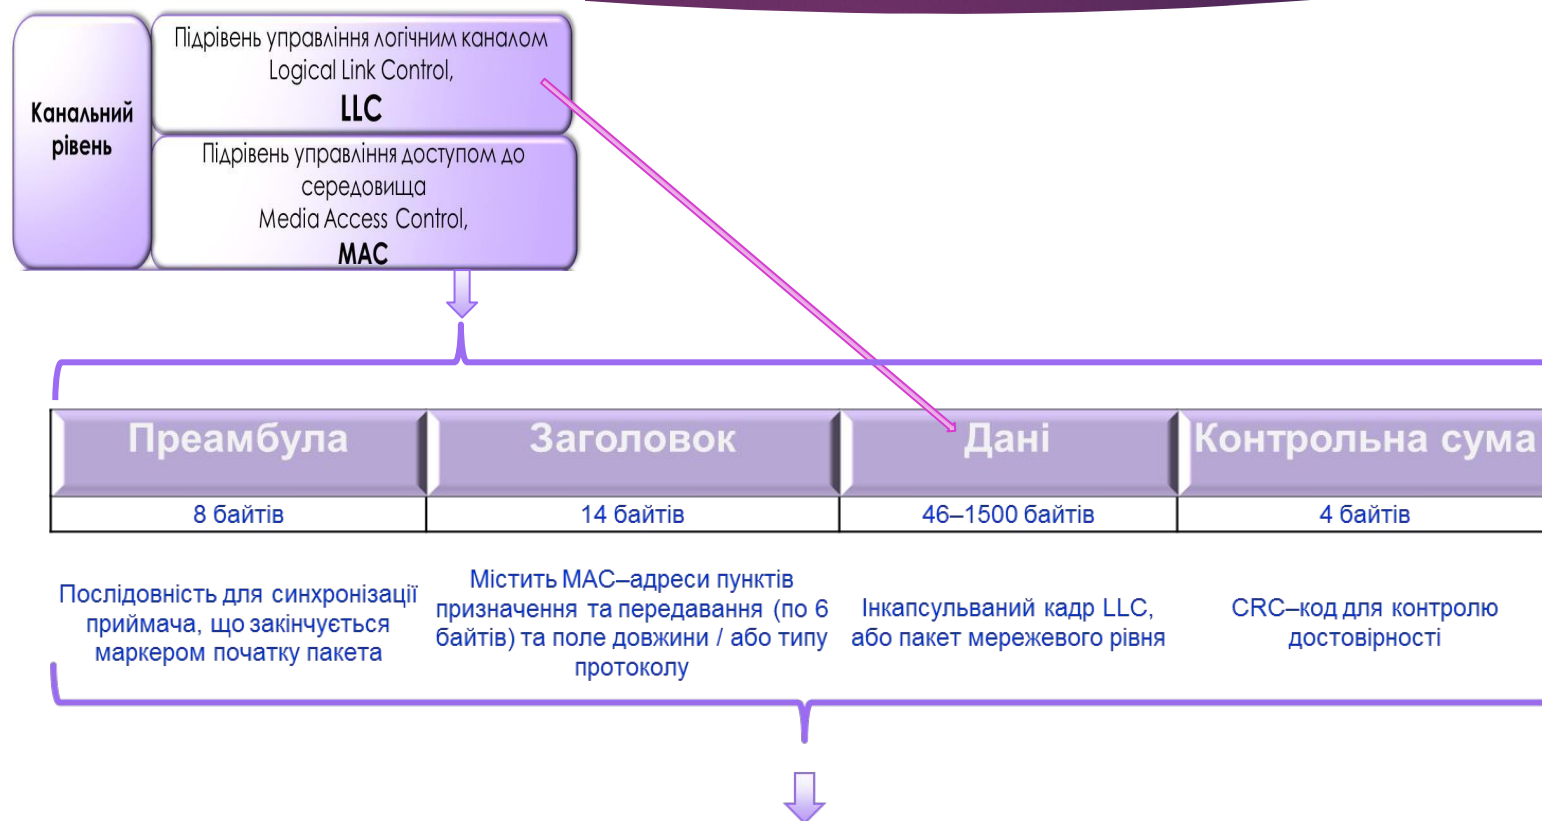 Підрівень управління логічним каналом
Logical Link Control,
LLC
Канальний
рівень
Підрівень управління доступом до
середовища
Media Access Control,
MAC
Преамбула
Заголовок
Дані
Контрольна сума
8 байтів
14 байтів
46–1500 байтів
4 байтів
Послідовність для синхронізації
приймача, що закінчується
маркером початку пакета
Містить MAC–адреси пунктів
призначення та передавання (по 6
байтів) та поле довжини / або типу
протоколу
Інкапсульваний кадр LLC,
або пакет мережевого рівня
CRC–код для контролю
достовірності